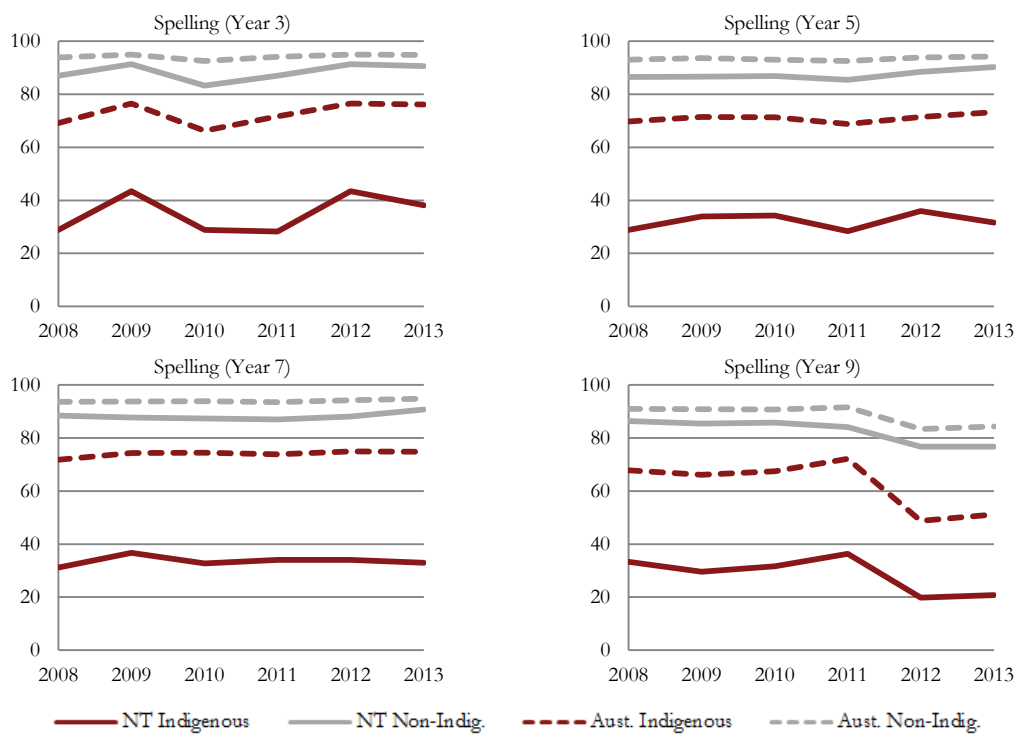 Spelling (Year 3)
100
80
60
40
20
0
2008 2009 2010 2011 2012 2013
Spelling (Year 5)
100
80
60
40
20
0
2008 2009 2010 2011 2012 2013
Spelling (Year 7)
100
80
60
40
20
0
2008 2009 2010 2011 2012 2013
Spelling (Year 9)
100
80
60
40
20
0
2008 2009 2010 2011 2012 2013
NT Indigenous NT Non-Indig. Aust. Indigenous Aust. Non-Indig.